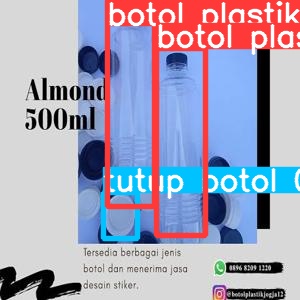 botol plastik
botol plas
Almond
500ml
tutup botol 0
Tersedia berbagai jenis
botol dan menerima jasa
desain stiker.
0896 8209 1220
@botolplastikjogja12